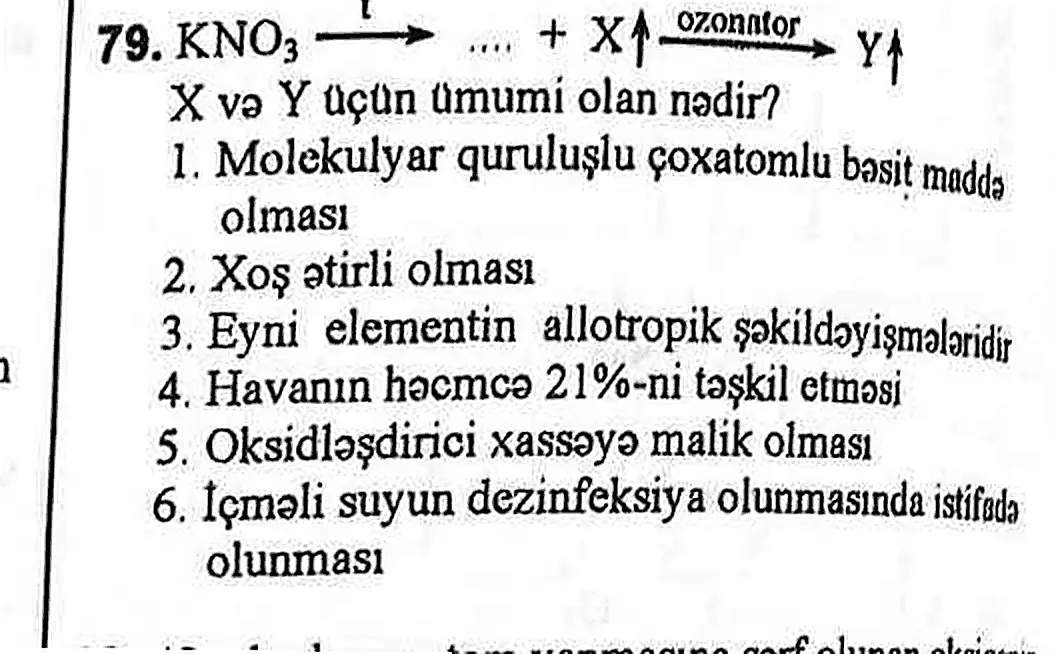 79. KNO₃ —t→ .... + X↑ —ozonator→ Y↑
X və Y üçün ümumi olan nədir?
1. Molekulyar quruluşlu çoxatomlu bəsit maddə
olması
2. Xoş ətirli olması
3. Eyni elementin allotropik şəkildəyişmələridir
4. Havanın həcmcə 21%-ni təşkil etməsi
5. Oksidləşdirici xassəyə malik olması
6. İçməli suyun dezinfeksiya olunmasında istifadə
olunması